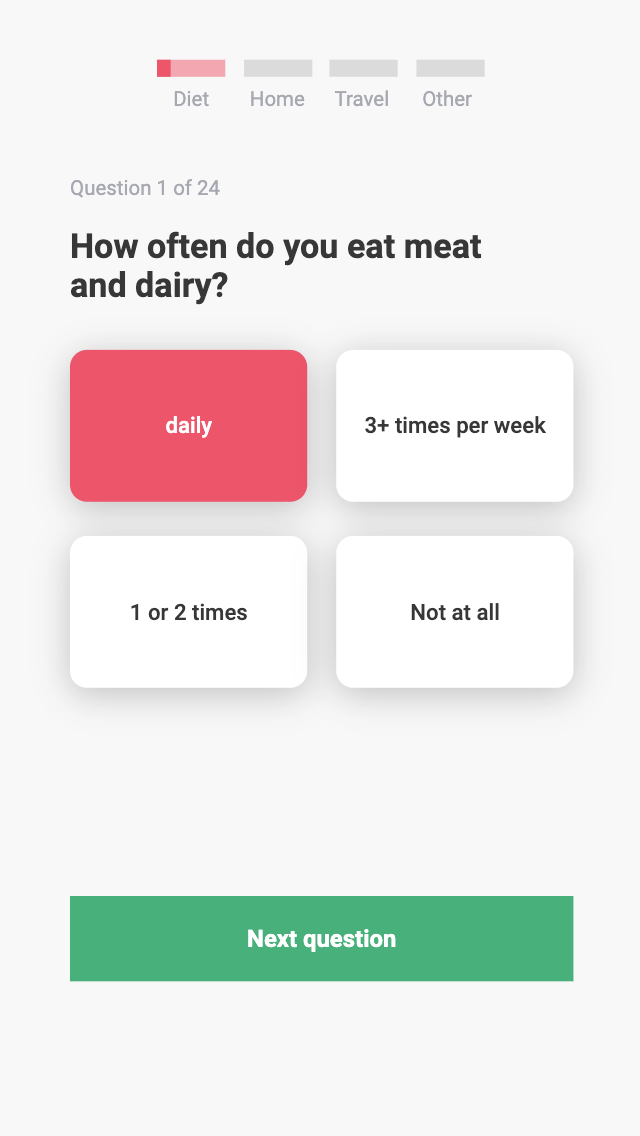 Diet Home Travel Other
Question 1 of 24
How often do you eat meat
and dairy?
daily
3+ times per week
1 or 2 times
Not at all
Next question